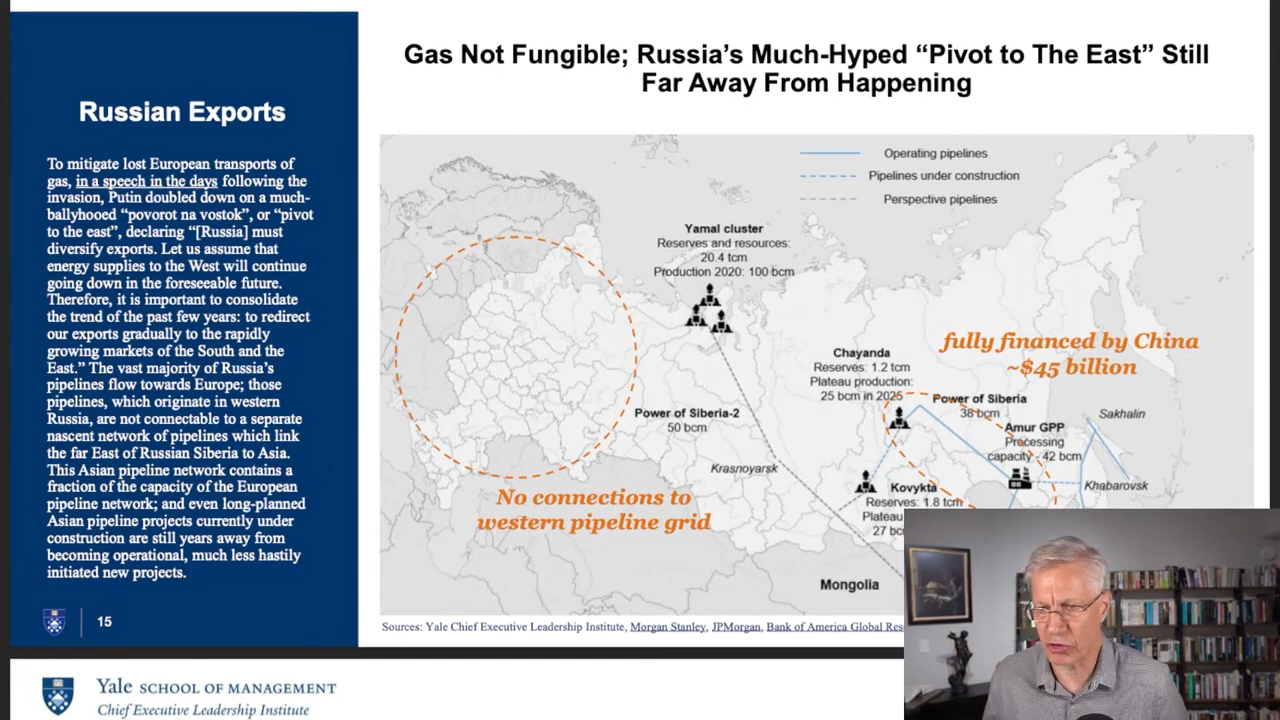 Russian Exports
To mitigate lost European transports of
gas, in a speech in the days following the
invasion, Putin doubled down on a much-
ballyhooed “povorot na vostok”, or “pivot
to the east”, declaring “[Russia] must
diversify exports. Let us assume that
energy supplies to the West will continue
going down in the foreseeable future.
Therefore, it is important to consolidate
the trend of the past few years: to redirect
our exports gradually to the rapidly
growing markets of the South and the
East.” The vast majority of Russia’s
pipelines flow towards Europe; those
pipelines, which originate in western
Russia, are not connectable to a separate
nascent network of pipelines which link
the far East of Russian Siberia to Asia.
This Asian pipeline network contains a
fraction of the capacity of the European
pipeline network; and even long-planned
Asian pipeline projects currently under
construction are still years away from
becoming operational, much less hastily
initiated new projects.
15
Gas Not Fungible; Russia’s Much-Hyped “Pivot to The East” Still
Far Away From Happening
Operating pipelines
Pipelines under construction
Perspective pipelines
Yamal cluster
Reserves and resources:
20.4 tcm
Production 2020: 100 bcm
fully financed by China
~$45 billion
Chayanda
Reserves: 1.2 tcm
Plateau production:
25 bcm in 2025
Power of Siberia
38 bcm
Sakhalin
Power of Siberia-2
50 bcm
Amur GPP
Processing
capacity - 42 bcm
Krasnoyarsk
Khabarovsk
Kovykta
Reserves: 1.8 tcm
Plateau
27 bc
No connections to
western pipeline grid
Mongolia
Sources: Yale Chief Executive Leadership Institute, Morgan Stanley, JPMorgan, Bank of America Global Res
Yale SCHOOL OF MANAGEMENT
Chief Executive Leadership Institute